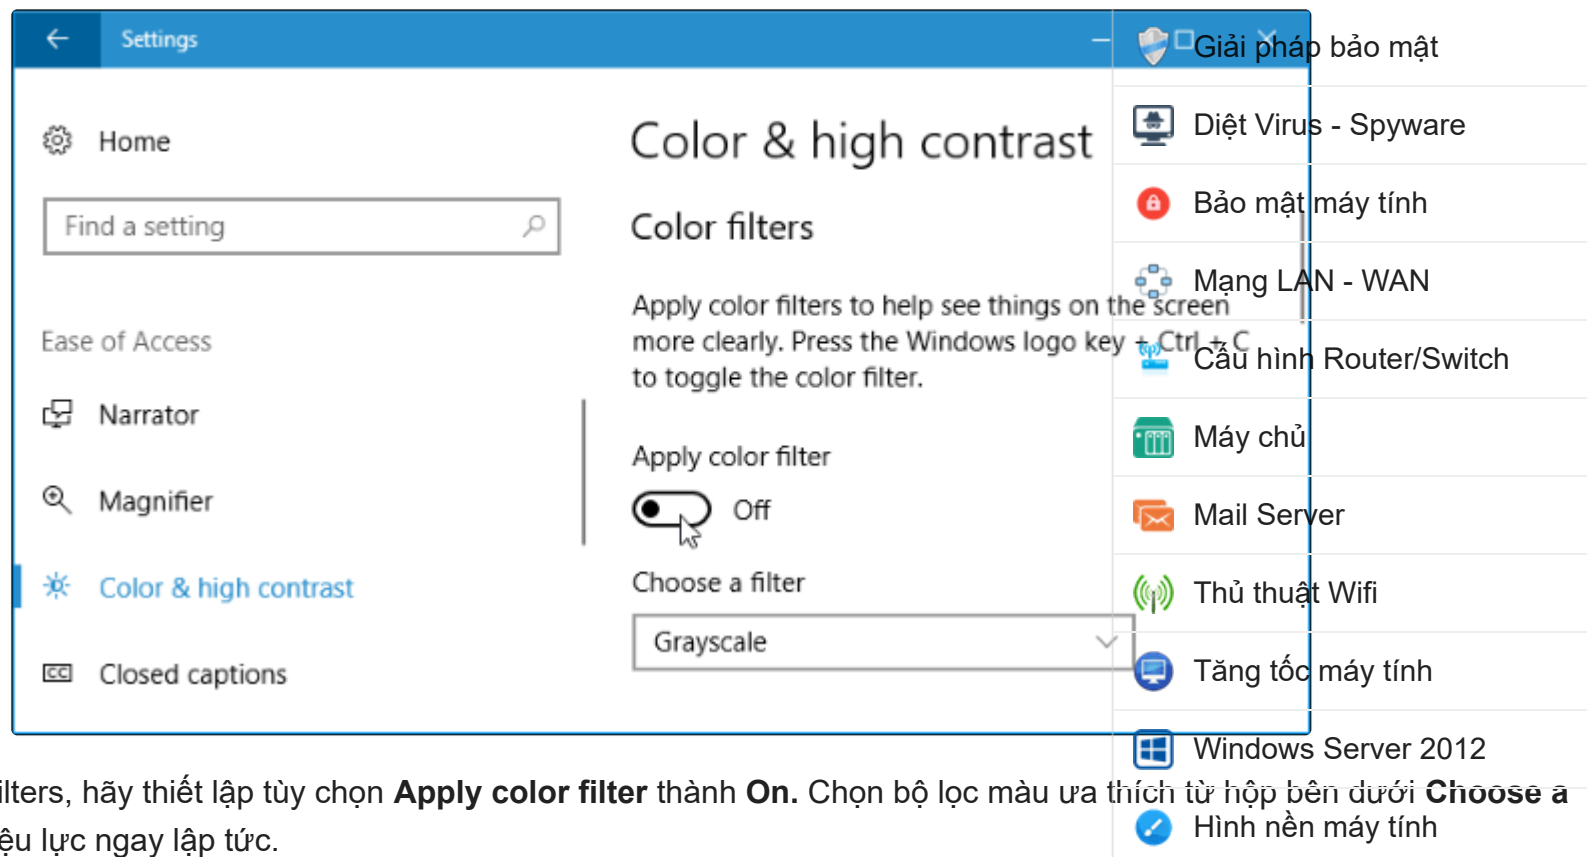 Settings
Home
Find a setting
Ease of Access
Narrator
Magnifier
Color & high contrast
CC Closed captions
Color & high contrast
Color filters
Apply color filters to help see things on the screen
more clearly. Press the Windows logo key + Ctrl + C
to toggle the color filter.
Apply color filter
Off
Choose a filter
Grayscale
Giải pháp bảo mật
Diệt Virus - Spyware
Bảo mật máy tính
Mạng LAN - WAN
Cấu hình Router/Switch
Máy chủ
Mail Server
Thủ thuật Wifi
Tăng tốc máy tính
Windows Server 2012
Hình nền máy tính
ilters, hãy thiết lập tùy chọn Apply color filter thành On. Chọn bộ lọc màu ưa thích từ hộp bên dưới Choose a
ệu lực ngay lập tức.